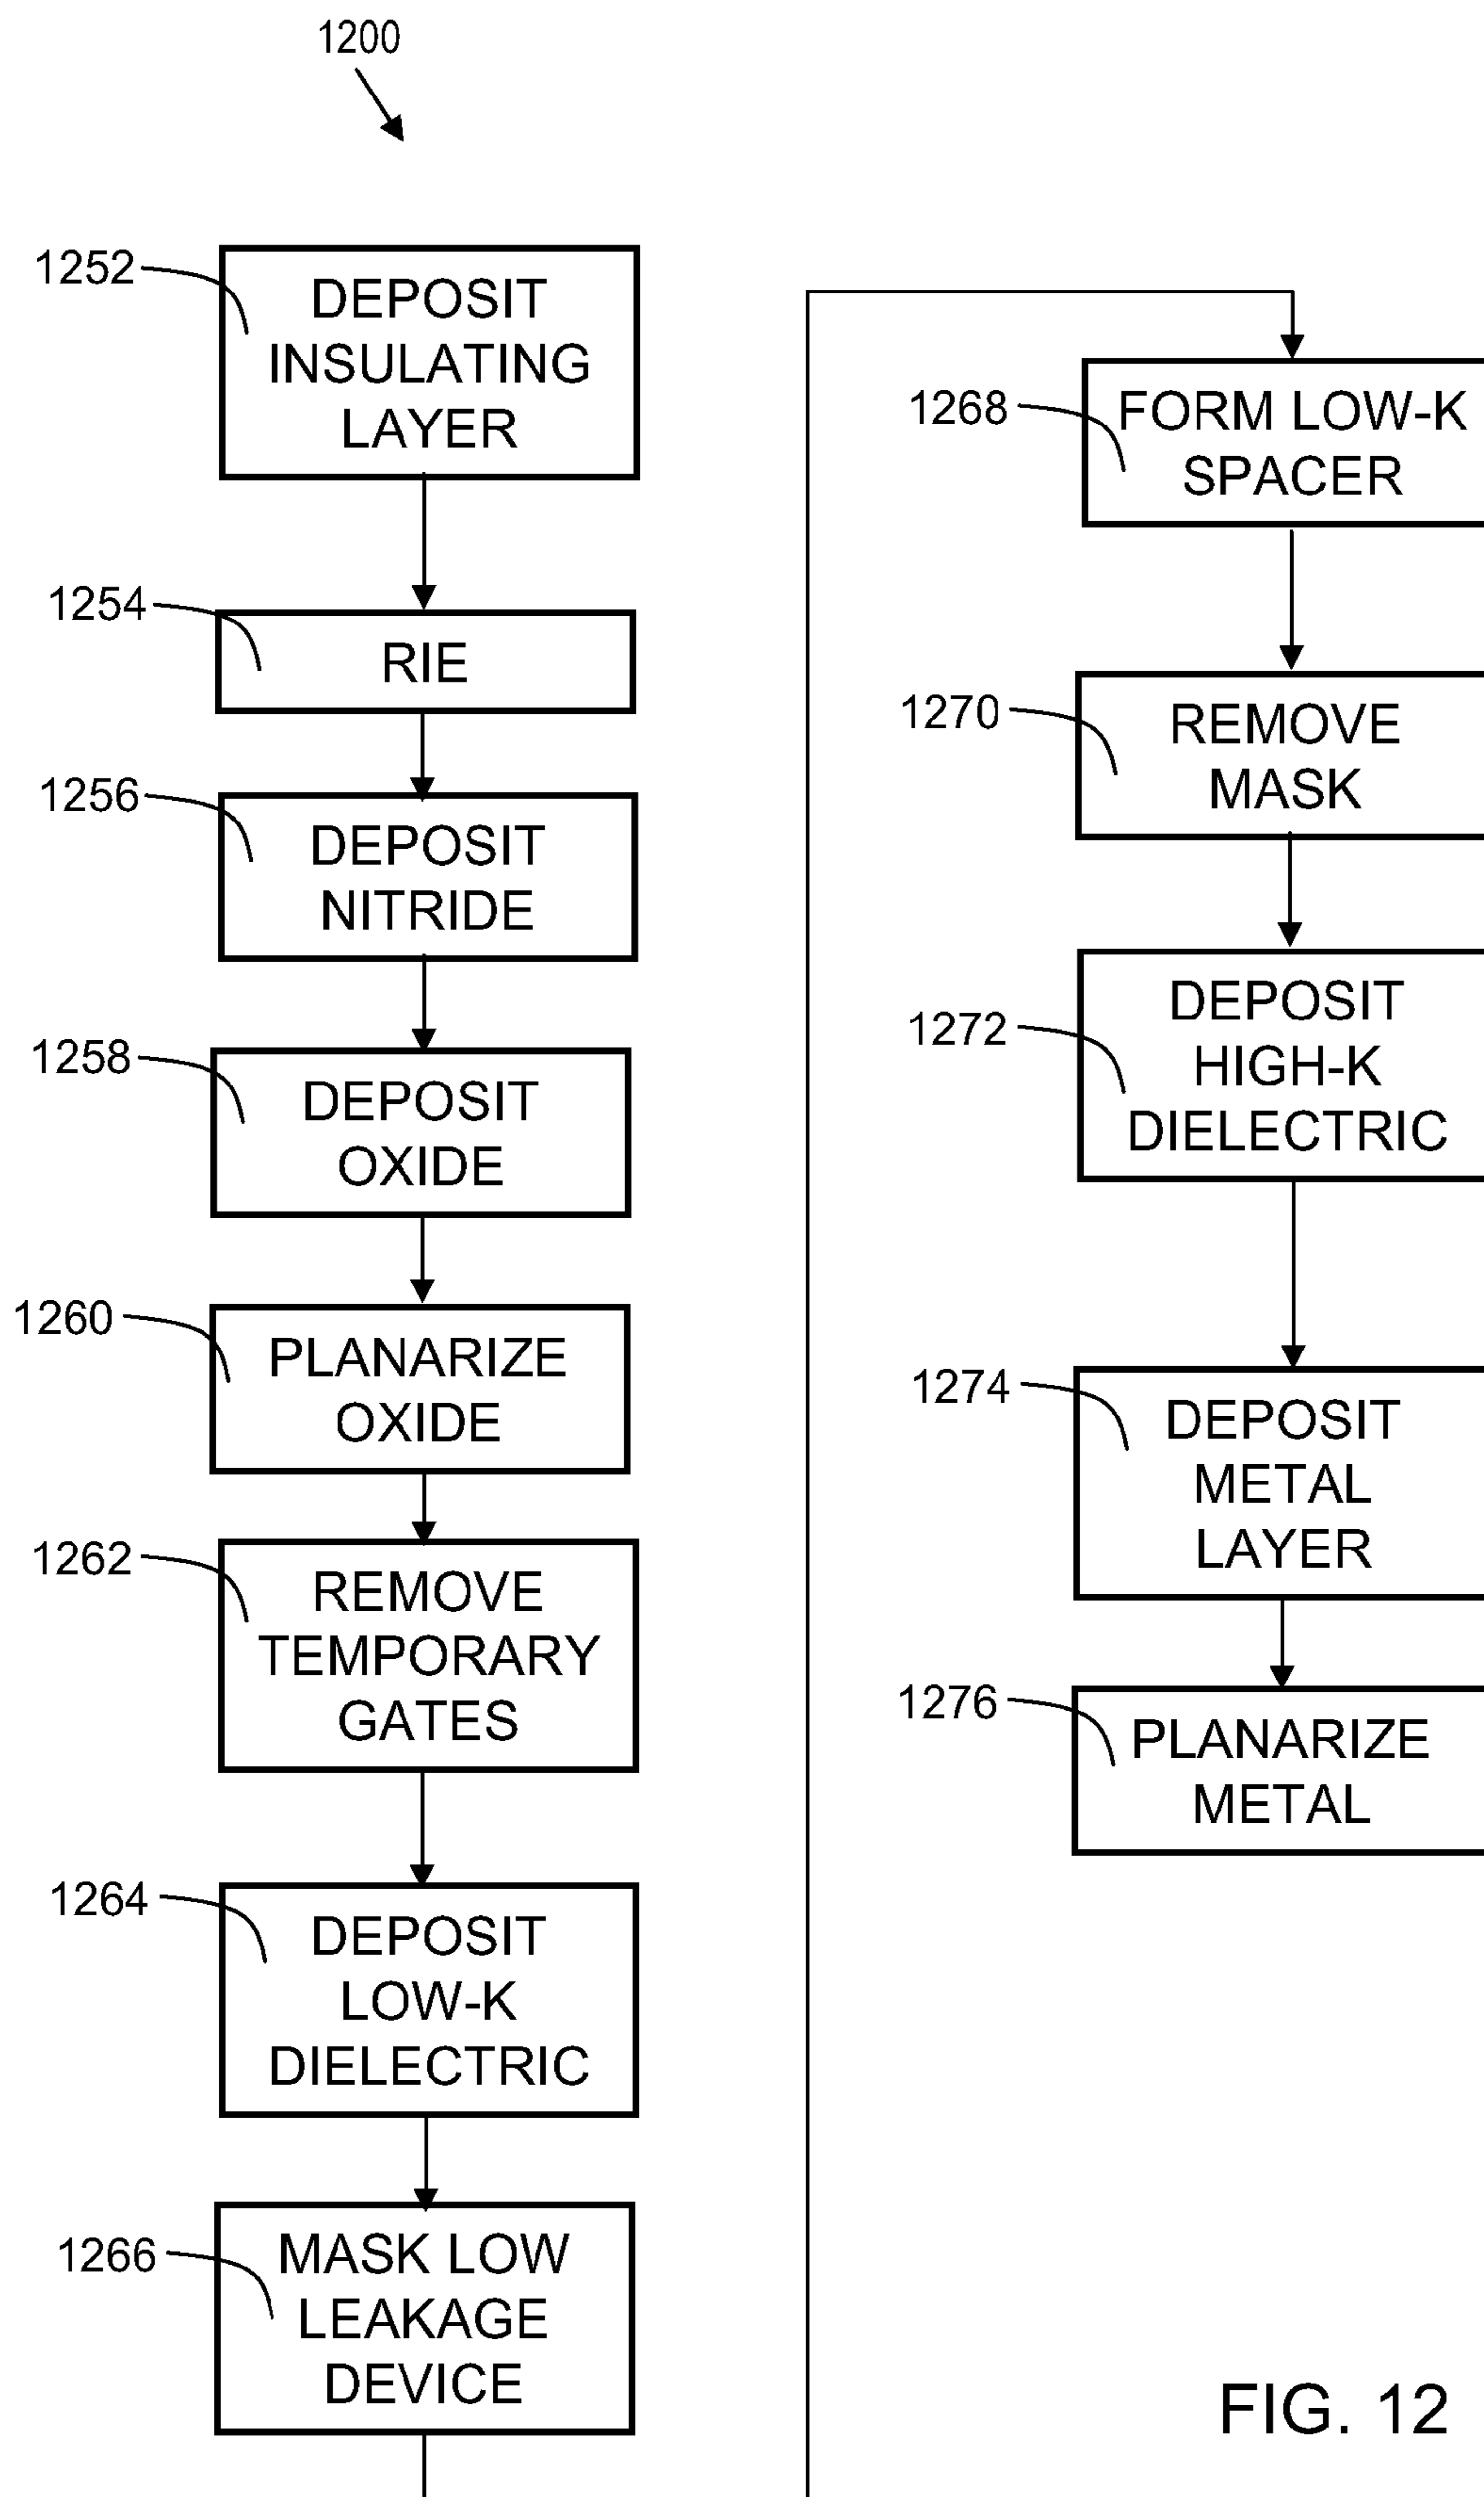 1200
1252
DEPOSIT
INSULATING
LAYER
1254
RIE
1256
DEPOSIT
NITRIDE
1258
DEPOSIT
OXIDE
1260
PLANARIZE
OXIDE
1262
REMOVE
TEMPORARY
GATES
1264
DEPOSIT
LOW-K
DIELECTRIC
1266
MASK LOW
LEAKAGE
DEVICE
1268
FORM LOW-K
SPACER
1270
REMOVE
MASK
1272
DEPOSIT
HIGH-K
DIELECTRIC
1274
DEPOSIT
METAL
LAYER
1276
PLANARIZE
METAL
FIG. 12